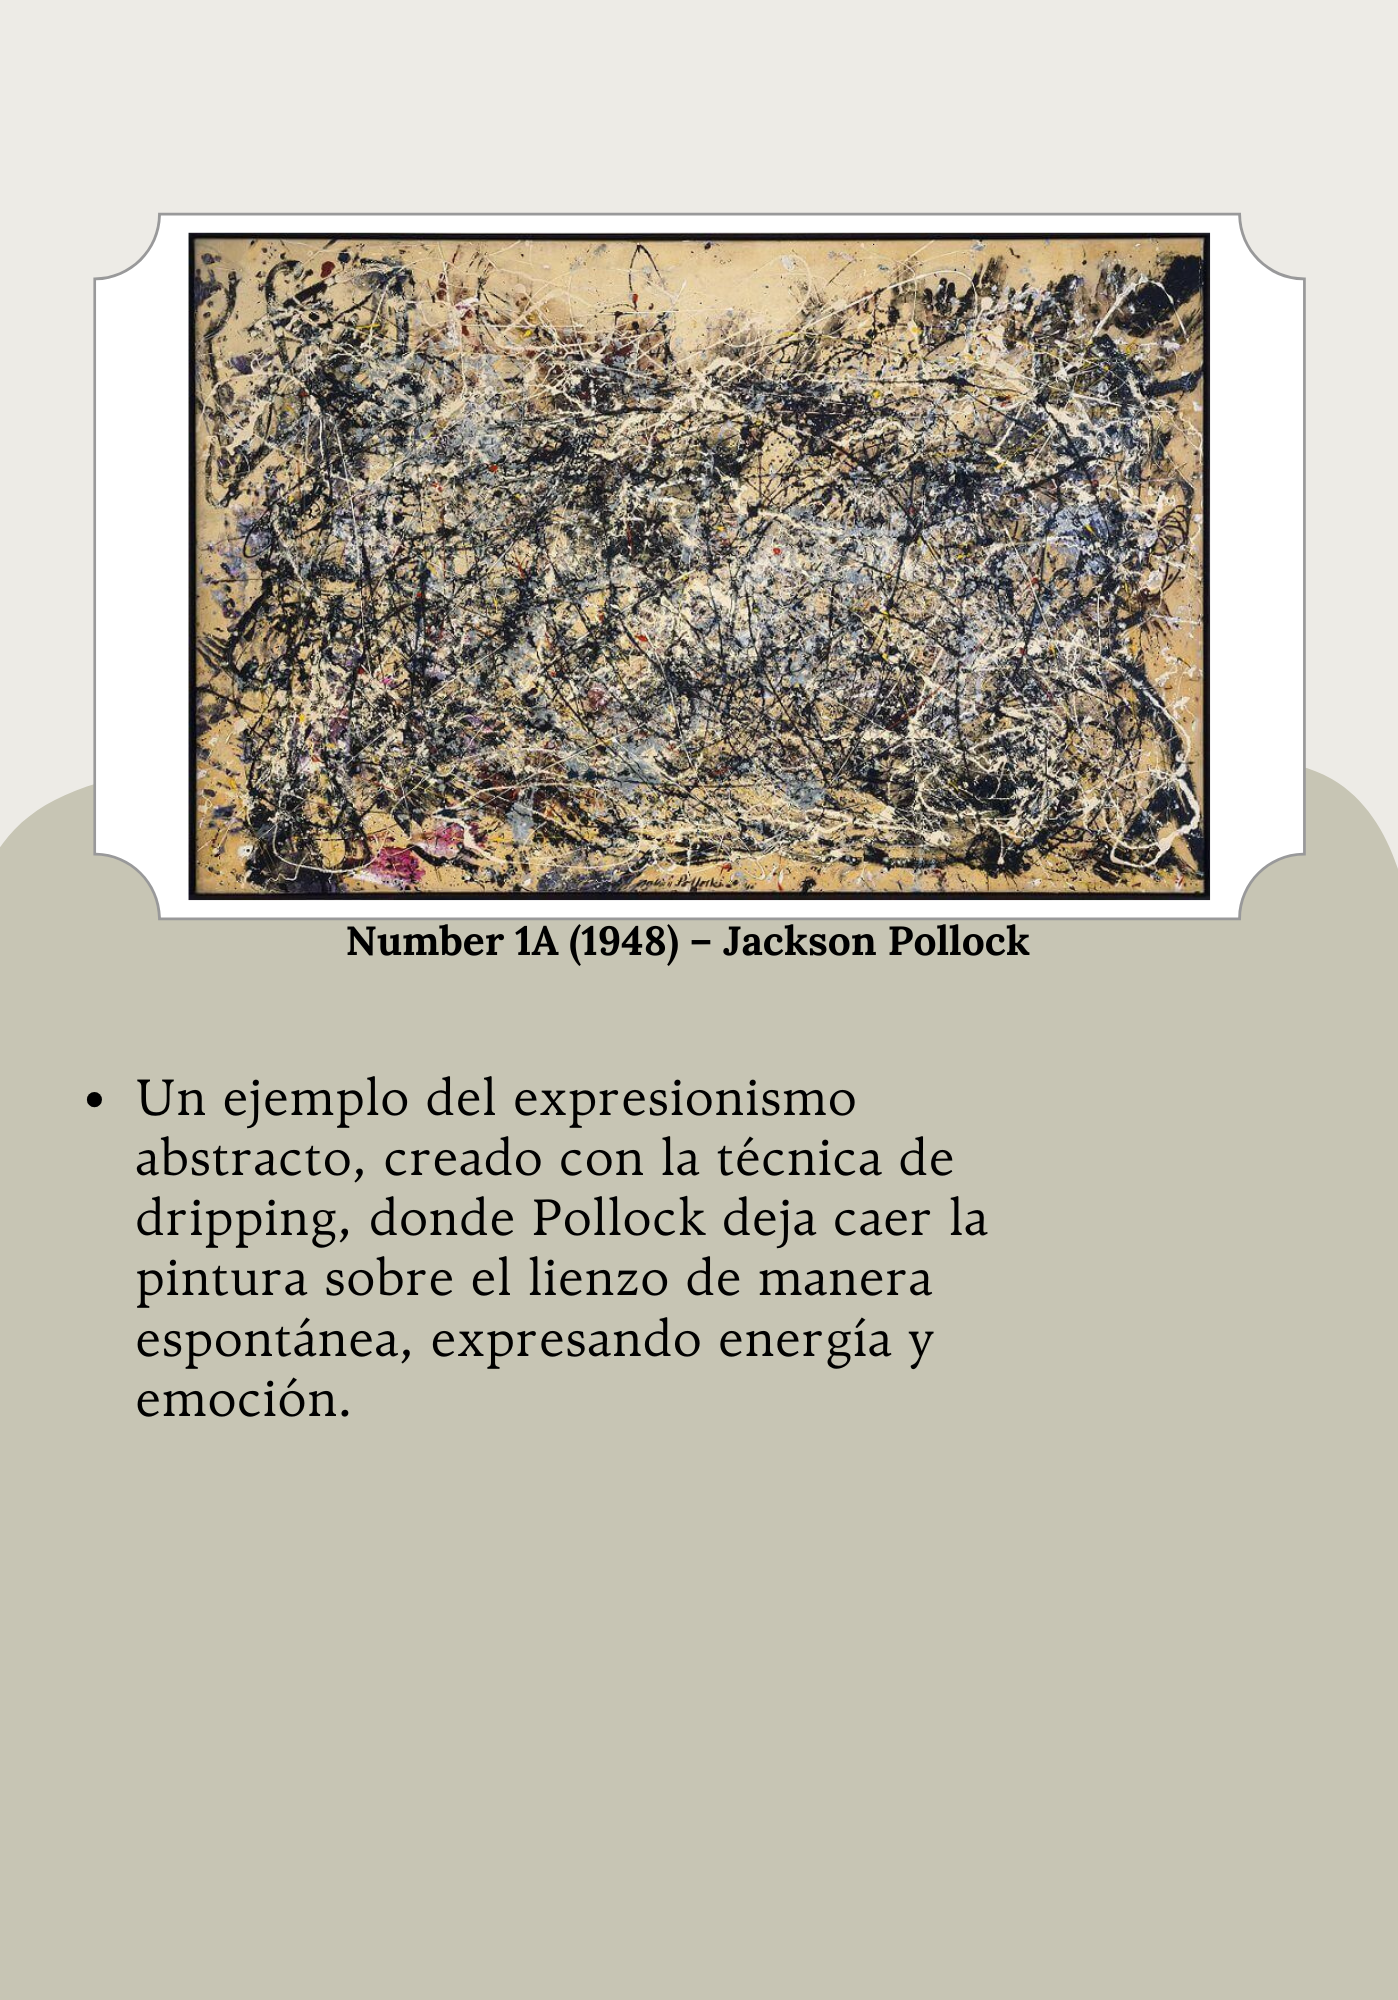 Number 1A (1948) – Jackson Pollock
• Un ejemplo del expresionismo
abstracto, creado con la técnica de
dripping, donde Pollock deja caer la
pintura sobre el lienzo de manera
espontánea, expresando energía y
emoción.